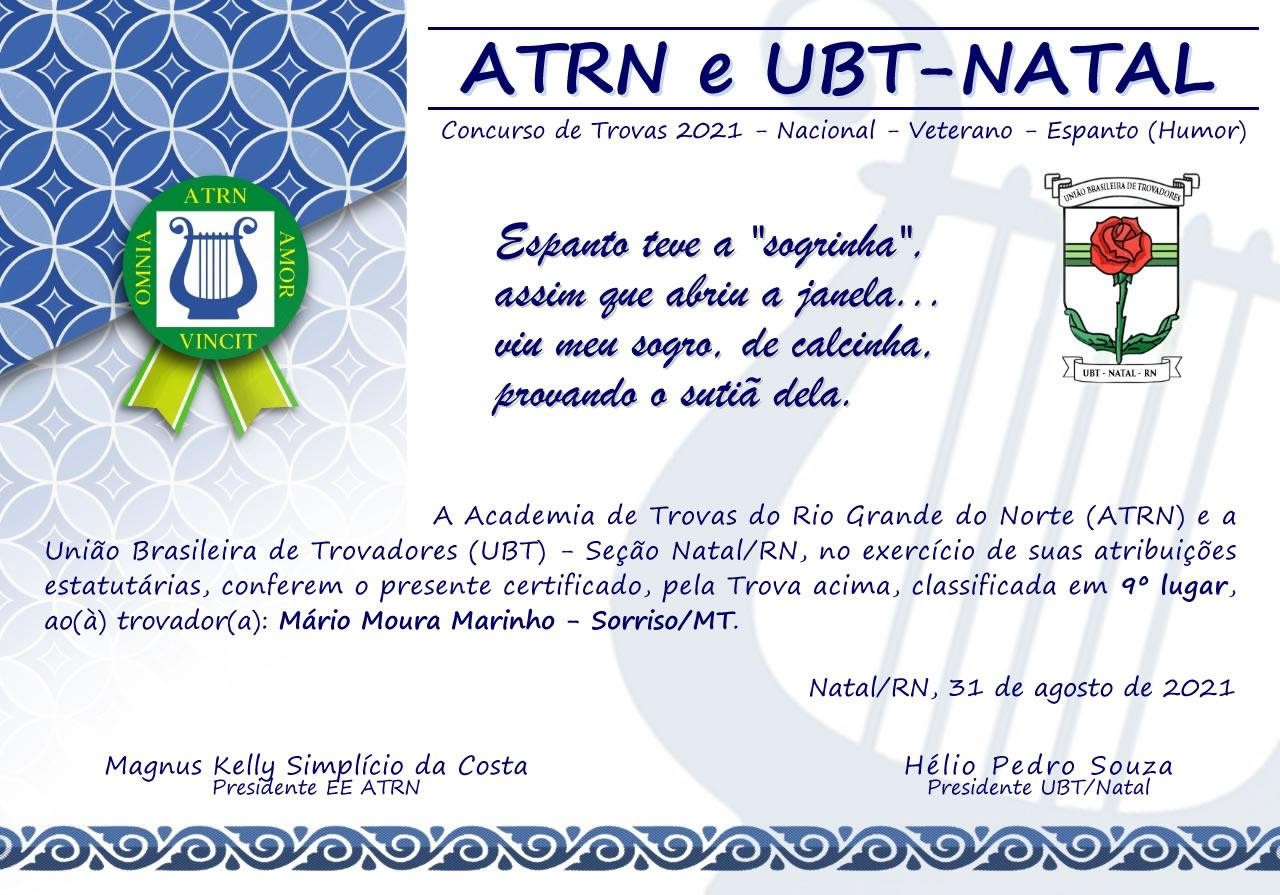 ATRN e UBT-NATAL
Concurso de Trovas 2021 - Nacional - Veterano - Espanto (Humor)
ATRN
OMNIA
AMOR
VINCIT
UNIÃO BRASILEIRA DE TROVADORES
UBT - NATAL - RN
Espanto teve a "sogrinha",
assim que abriu a janela...
viu meu sogro, de calcinha,
provando o sutiã dela.
A Academia de Trovas do Rio Grande do Norte (ATRN) e a
União Brasileira de Trovadores (UBT) - Seção Natal/RN, no exercício de suas atribuições
estatutárias, conferem o presente certificado, pela Trova acima, classificada em 9º lugar,
ao(à) trovador(a): Mário Moura Marinho - Sorriso/MT.
Natal/RN, 31 de agosto de 2021
Magnus Kelly Simplício da Costa
Presidente EE ATRN
Hélio Pedro Souza
Presidente UBT/Natal